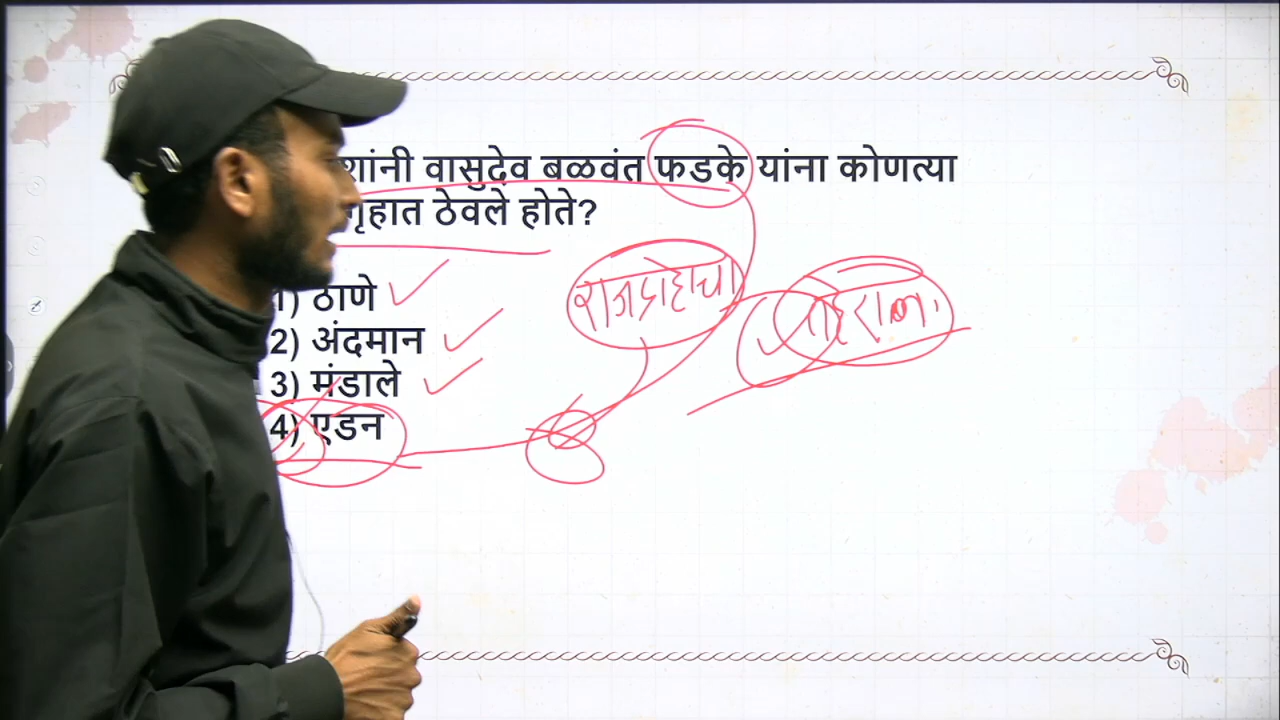 शांनी वासुदेव बळवंत फडके यांना कोणत्या
गृहात ठेवले होते?
1) ठाणे
2) अंदमान
3) मंडाले
4) एडन
राजद्रोहाचा